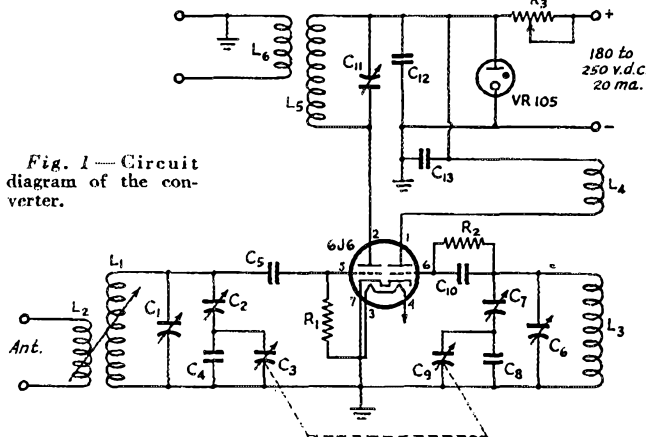 R3
+
L6
C11
C12
180 to
250 v.d.c.
20 ma.
L5
VR 105
−
Fig. 1 — Circuit
diagram of the con-
verter.
C13
L4
2
1
6J6
R2
L1
C5
5
6
C10
L2
C1
C2
R1
7
3
4
C7
L3
Ant.
C4
C3
C9
C8
C6